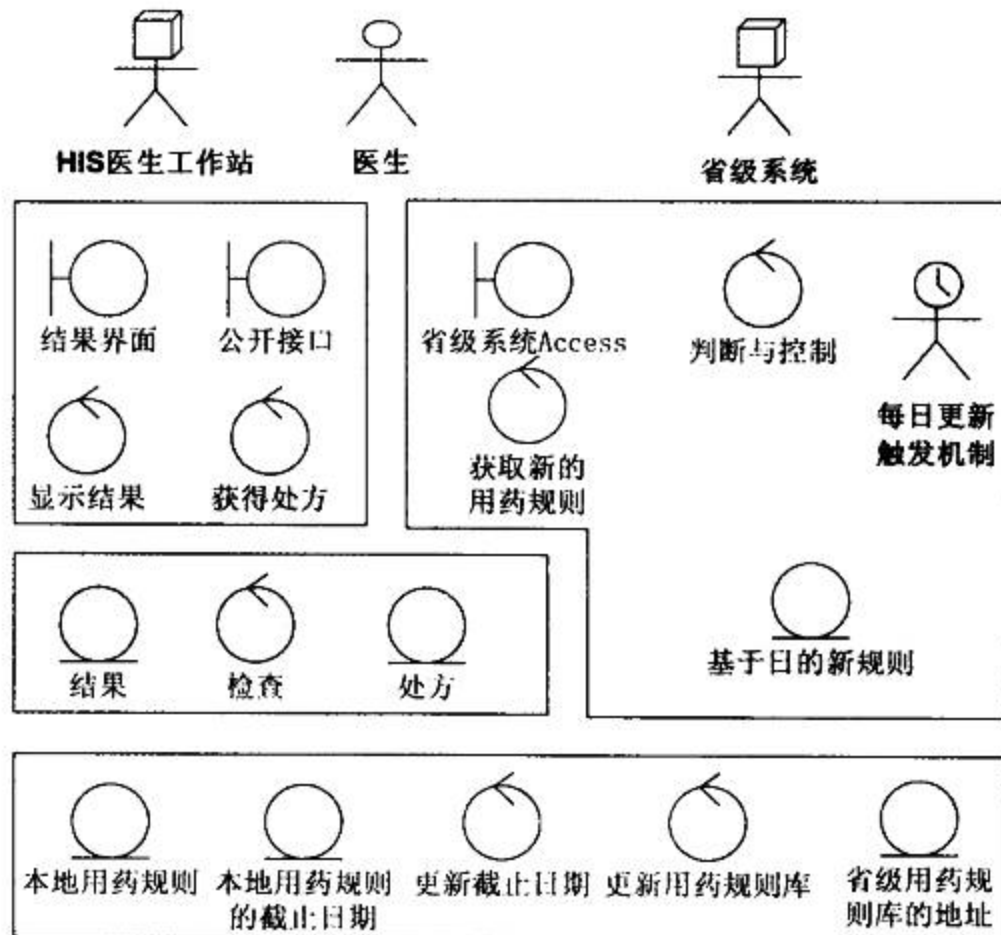 HIS医生工作站
医生
省级系统
结果界面
公开接口
省级系统Access
判断与控制
每日更新
触发机制
显示结果
获得处方
获取新的
用药规则
基于日的新规则
结果
检查
处方
本地用药规则
本地用药规则
的截止日期
更新截止日期
更新用药规则库
省级用药规
则库的地址